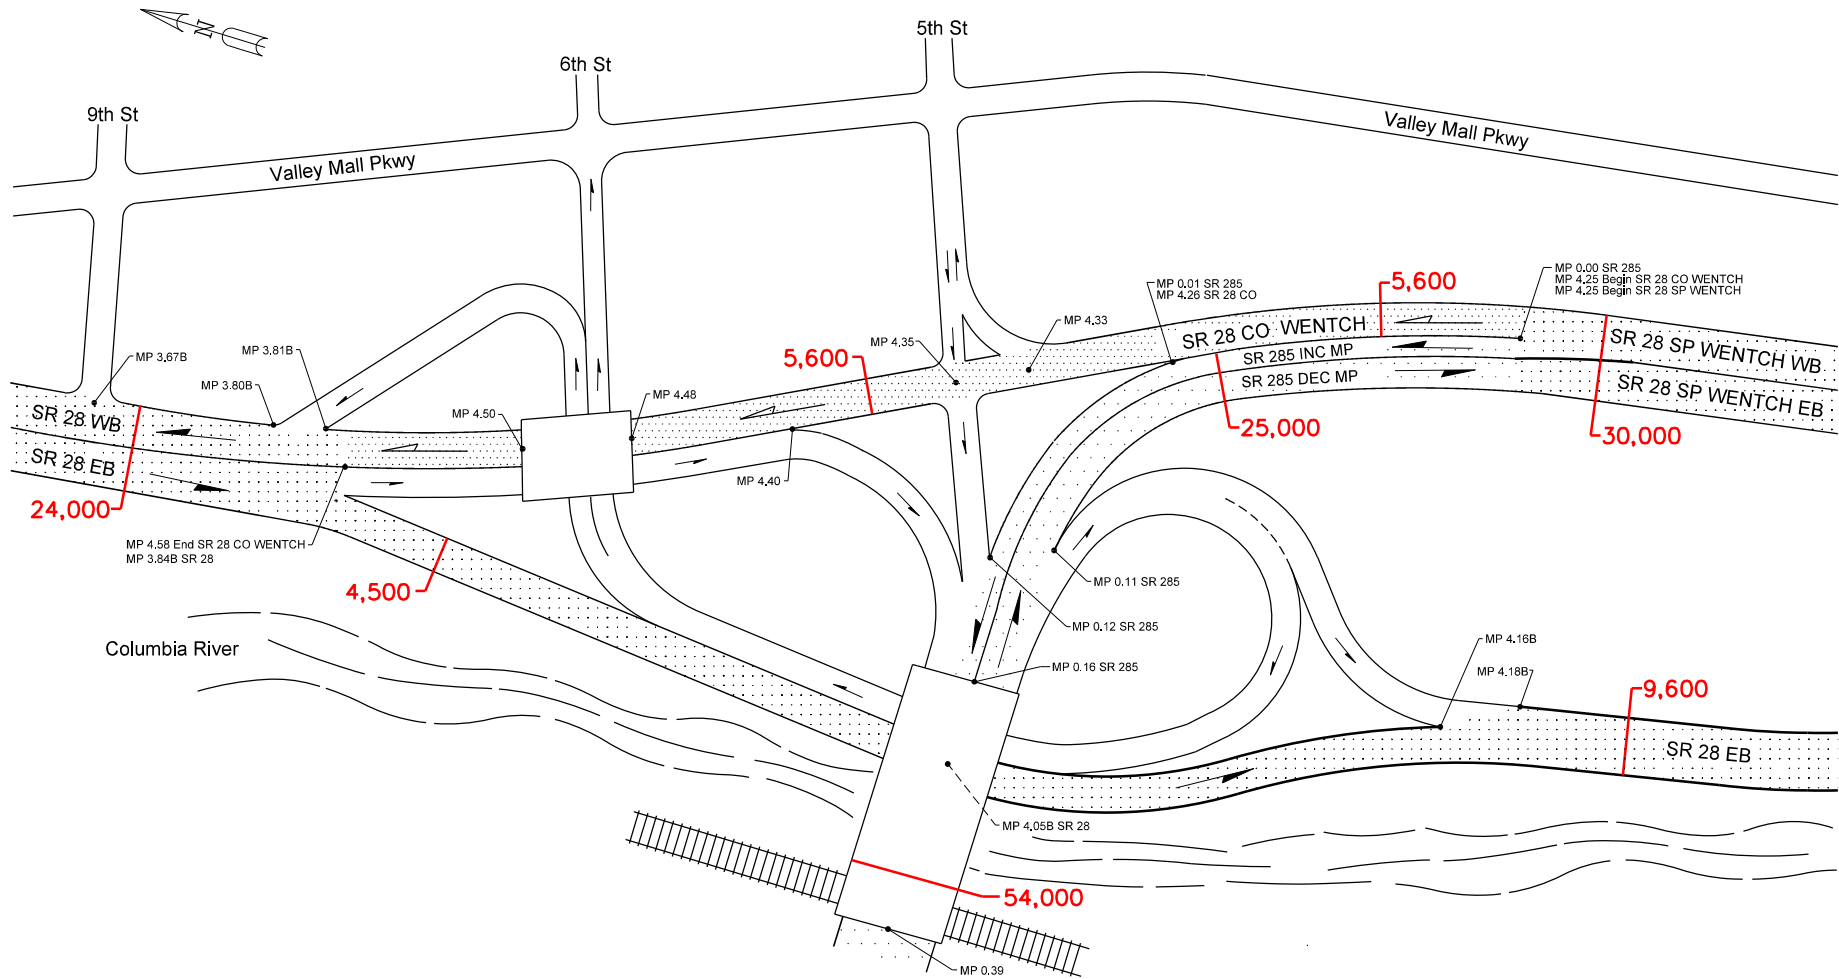 N
5th St
6th St
9th St
Valley Mall Pkwy
Valley Mall Pkwy
MP 0.00 SR 285
MP 4.25 Begin SR 28 CO WENTCH
MP 4.25 Begin SR 28 SP WENTCH
5,600
MP 0.01 SR 285
MP 4.26 SR 28 CO
MP 4.33
SR 28 CO WENTCH
SR 285 INC MP
SR 285 DEC MP
SR 28 SP WENTCH WB
SR 28 SP WENTCH EB
MP 4.35
5,600
MP 3.81B
MP 3.67B
MP 3.80B
MP 4.50
MP 4.48
SR 28 WB
SR 28 EB
25,000
30,000
MP 4.40
24,000
MP 4.58 End SR 28 CO WENTCH
MP 3.84B SR 28
4,500
MP 0.11 SR 285
MP 0.12 SR 285
MP 4.16B
Columbia River
MP 0.16 SR 285
MP 4.18B
9,600
SR 28 EB
MP 4.05B SR 28
54,000
MP 0.39